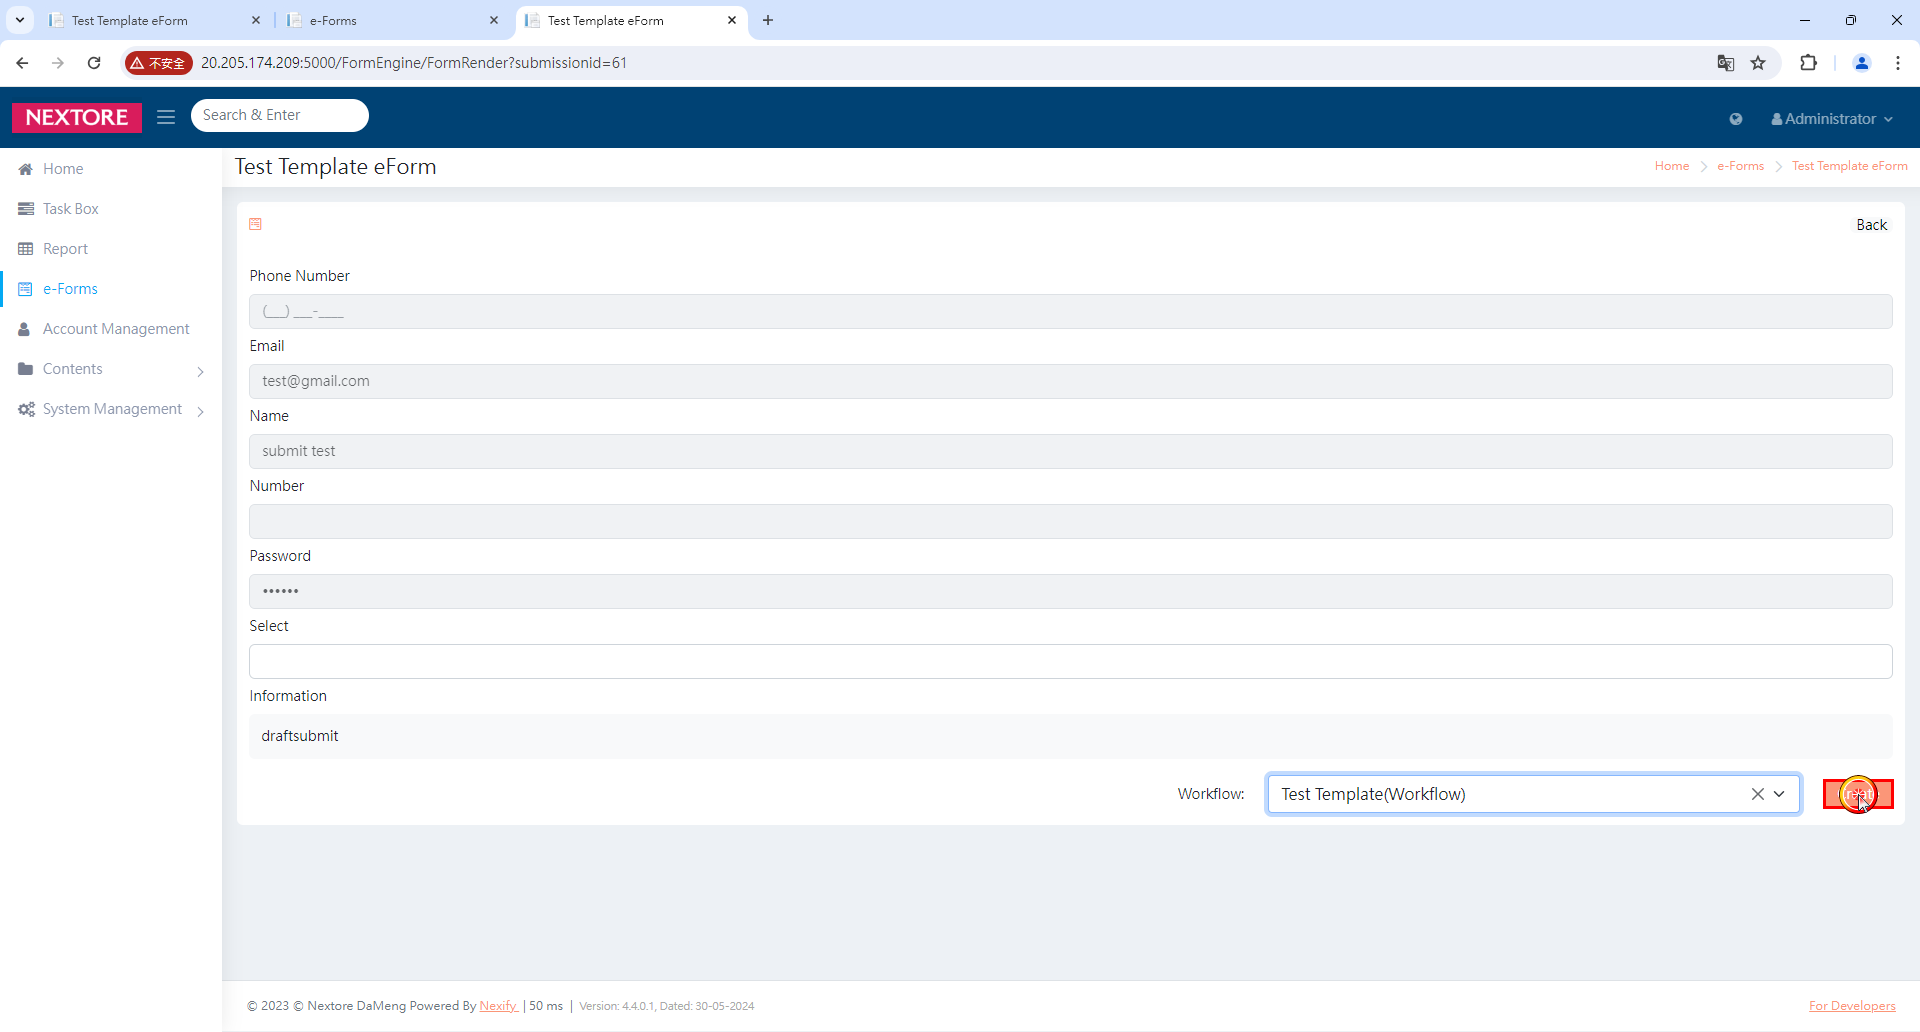 Test Template eForm
e-Forms
Test Template eForm
不安全
20.205.174.209:5000/FormEngine/FormRender?submissionid=61
NEXTORE
Search & Enter
Administrator
Home
Task Box
Report
e-Forms
Account Management
Contents
System Management
Test Template eForm
Home
e-Forms
Test Template eForm
Back
Phone Number
(__) ___-____
Email
test@gmail.com
Name
submit test
Number
Password
••••••
Select
Information
draftsubmit
Workflow:
Test Template(Workflow)
© 2023 © Nextore DaMeng Powered By Nexify | 50 ms | Version: 4.4.0.1, Dated: 30-05-2024
For Developers